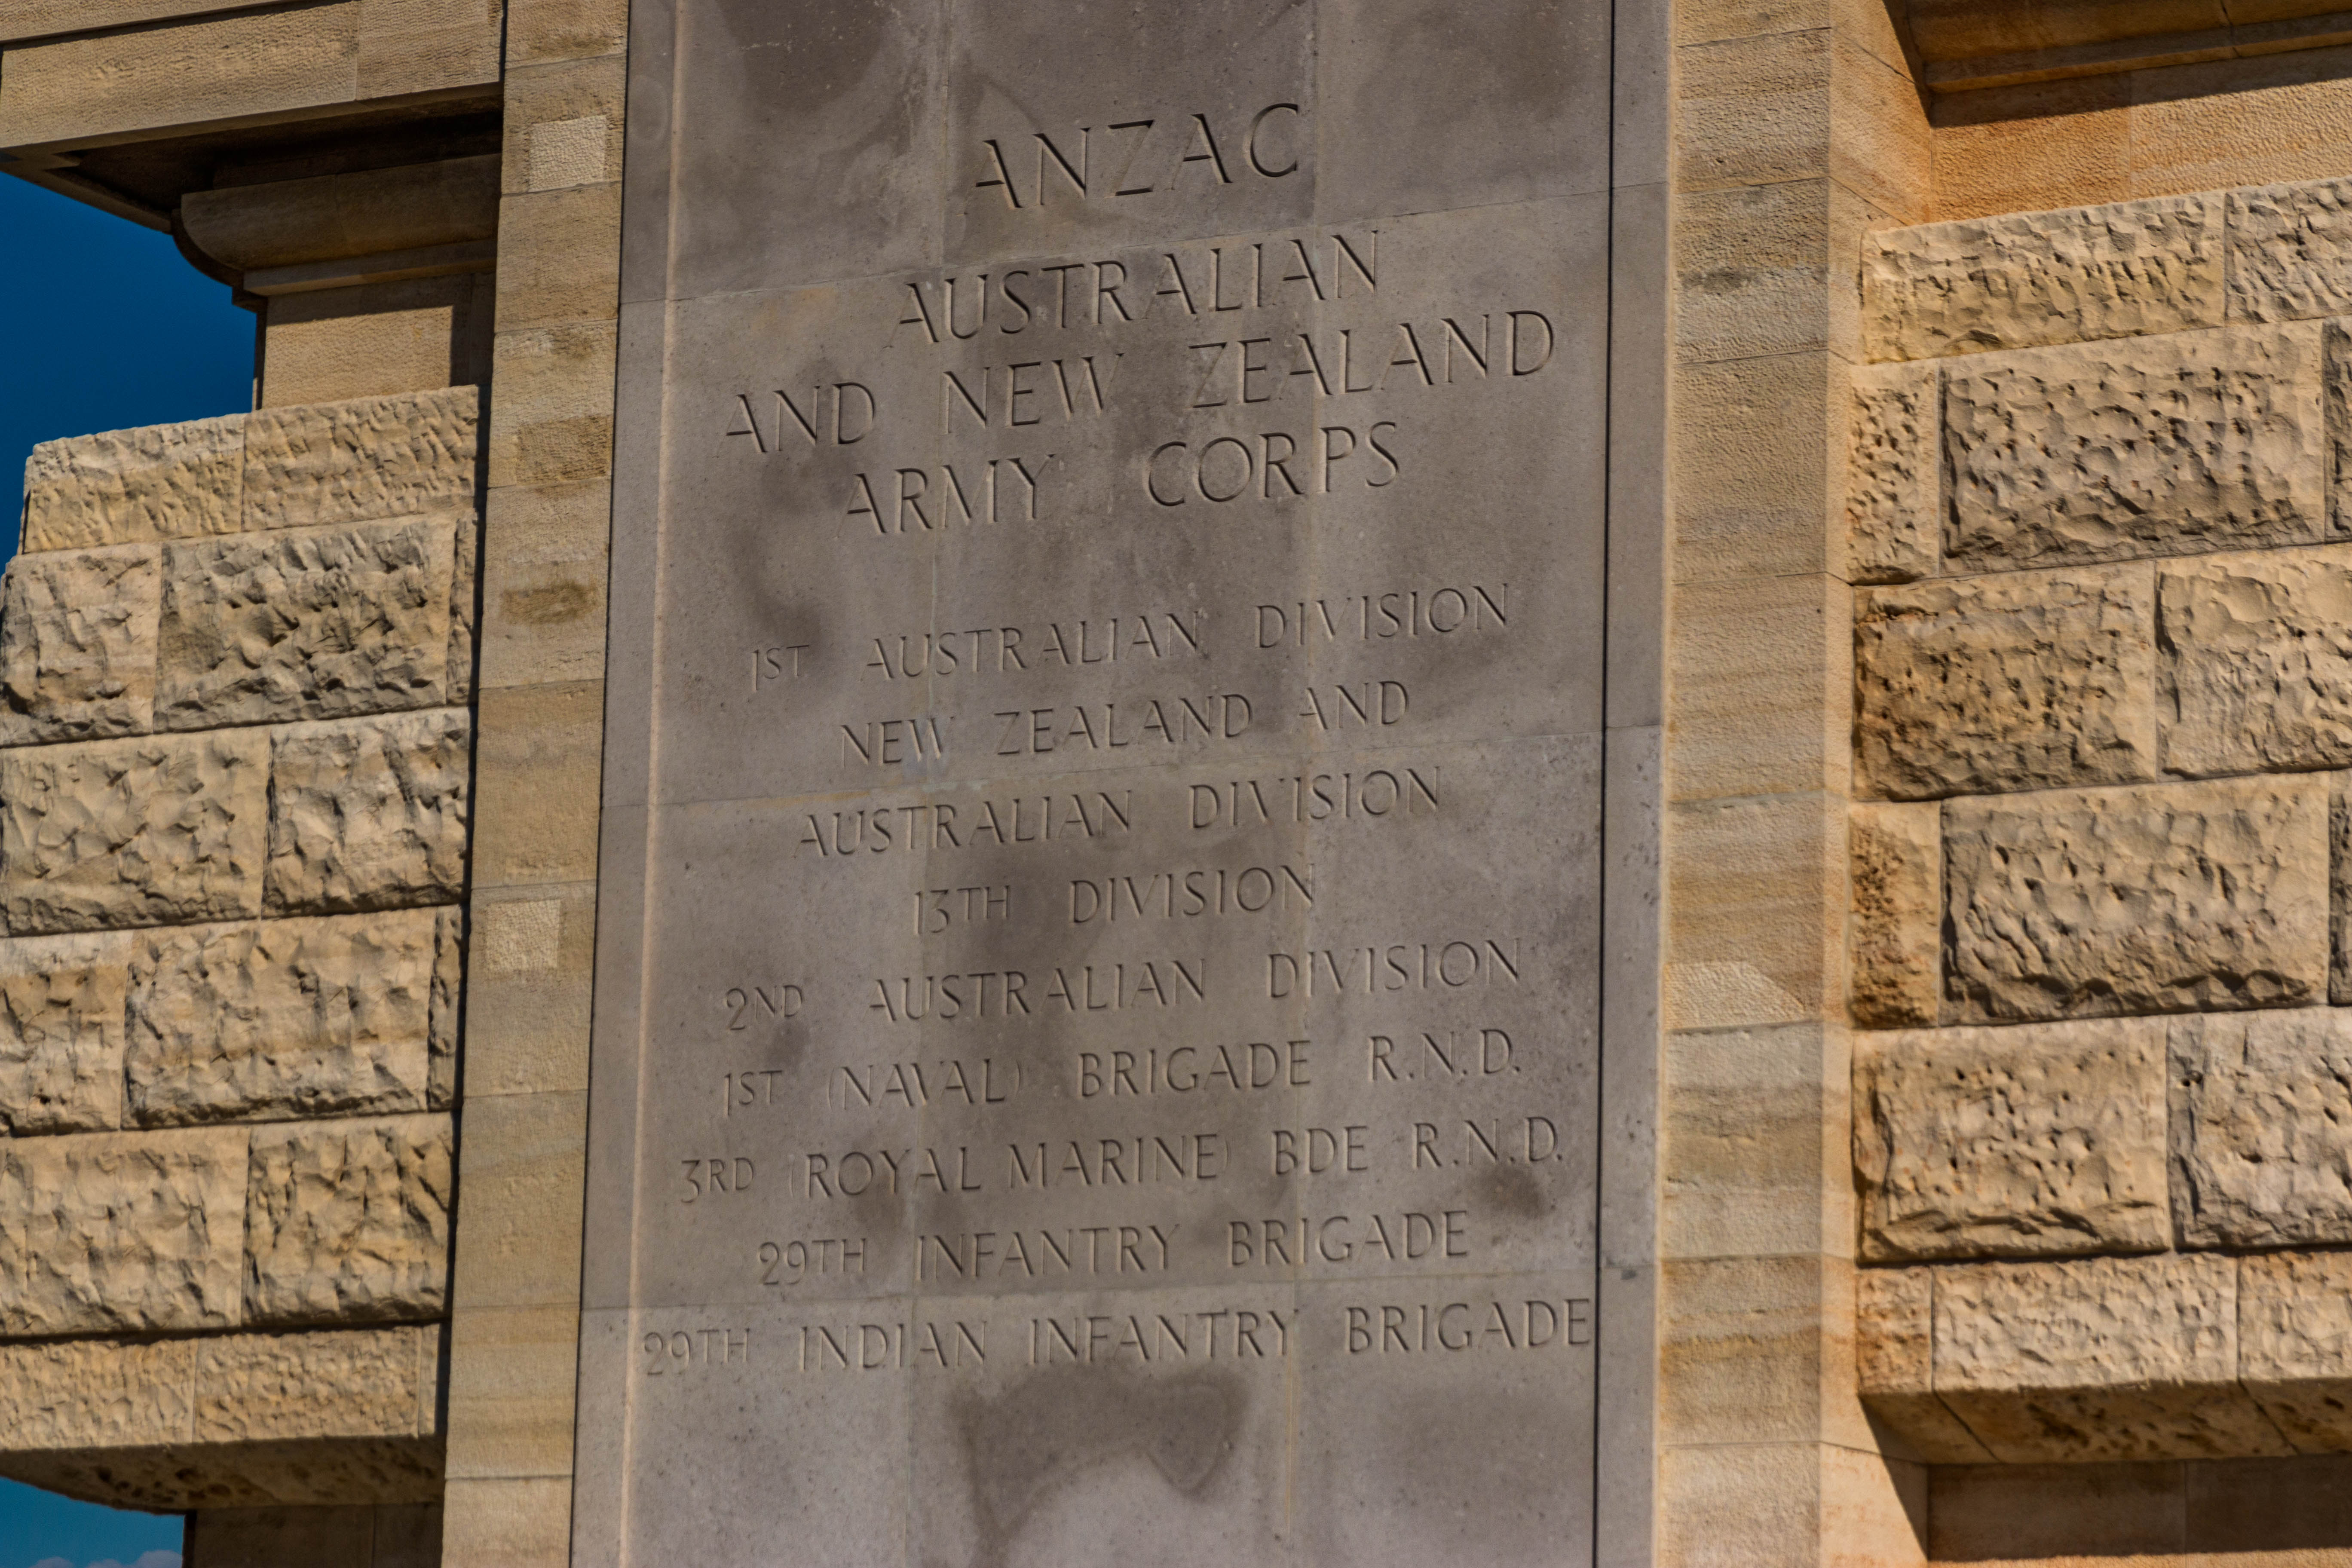 ANZAC
AUSTRALIAN
AND NEW ZEALAND
ARMY CORPS
1ST AUSTRALIAN DIVISION
NEW ZEALAND AND
AUSTRALIAN DIVISION
13TH DIVISION
2ND AUSTRALIAN DIVISION
1ST (NAVAL) BRIGADE R.N.D.
3RD (ROYAL MARINE) BDE R.N.D.
29TH INFANTRY BRIGADE
29TH INDIAN INFANTRY BRIGADE